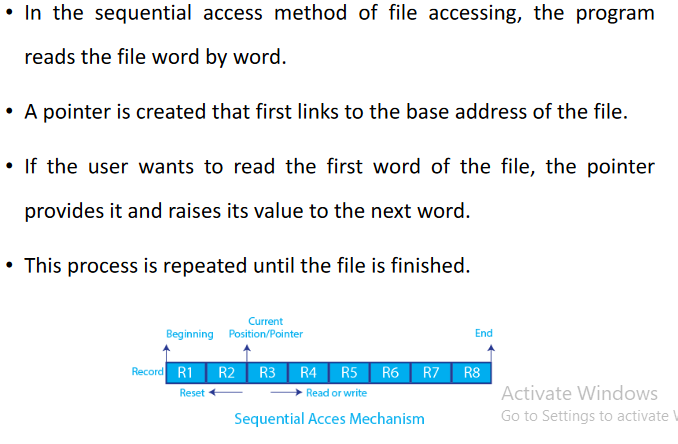 • In the sequential access method of file accessing, the program
reads the file word by word.
• A pointer is created that first links to the base address of the file.
• If the user wants to read the first word of the file, the pointer
provides it and raises its value to the next word.
• This process is repeated until the file is finished.
Current
Beginning Position/Pointer End
Record R1 R2 R3 R4 R5 R6 R7 R8
Reset Read or write
Sequential Acces Mechanism
Activate Windows
Go to Settings to activate